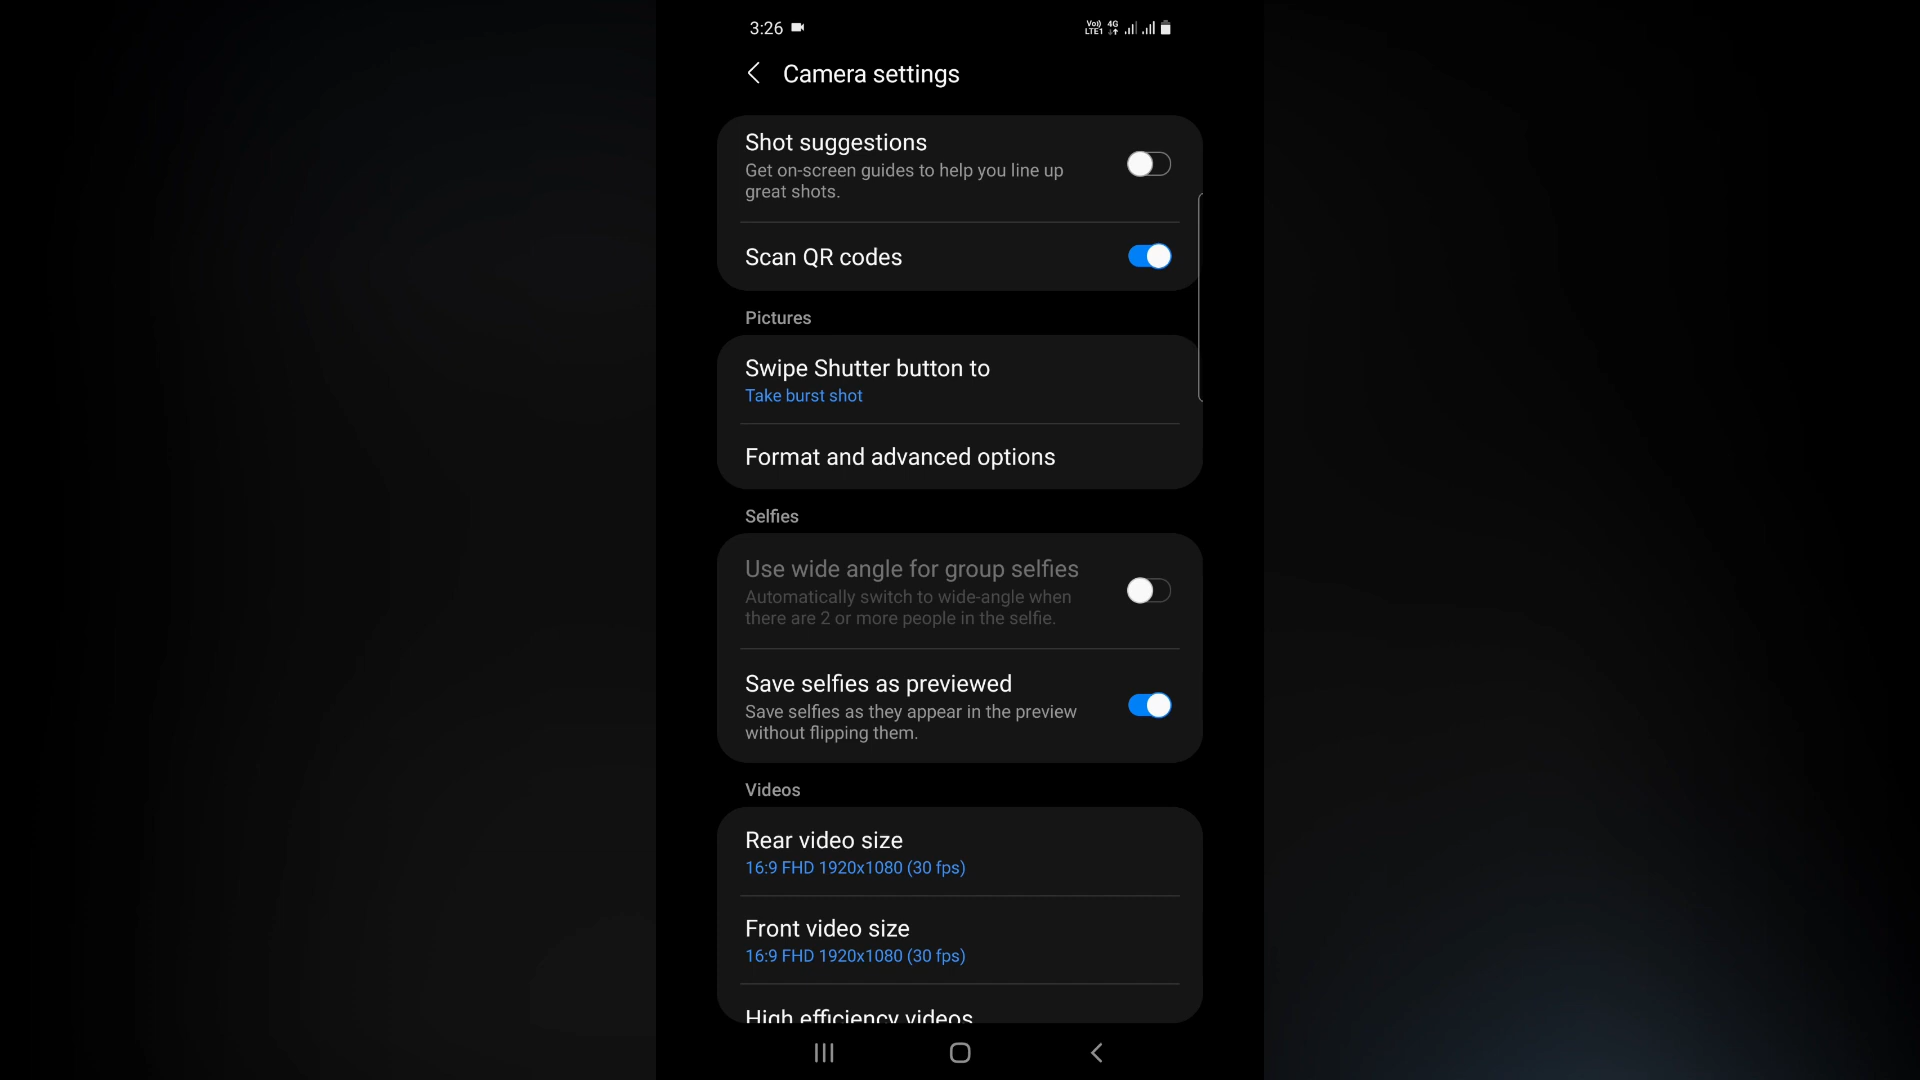 3:26
Vo)) 4G
LTE1
Camera settings
Shot suggestions
Get on-screen guides to help you line up
great shots.
Scan QR codes
Pictures
Swipe Shutter button to
Take burst shot
Format and advanced options
Selfies
Use wide angle for group selfies
Automatically switch to wide-angle when
there are 2 or more people in the selfie.
Save selfies as previewed
Save selfies as they appear in the preview
without flipping them.
Videos
Rear video size
16:9 FHD 1920x1080 (30 fps)
Front video size
16:9 FHD 1920x1080 (30 fps)
High efficiency videos